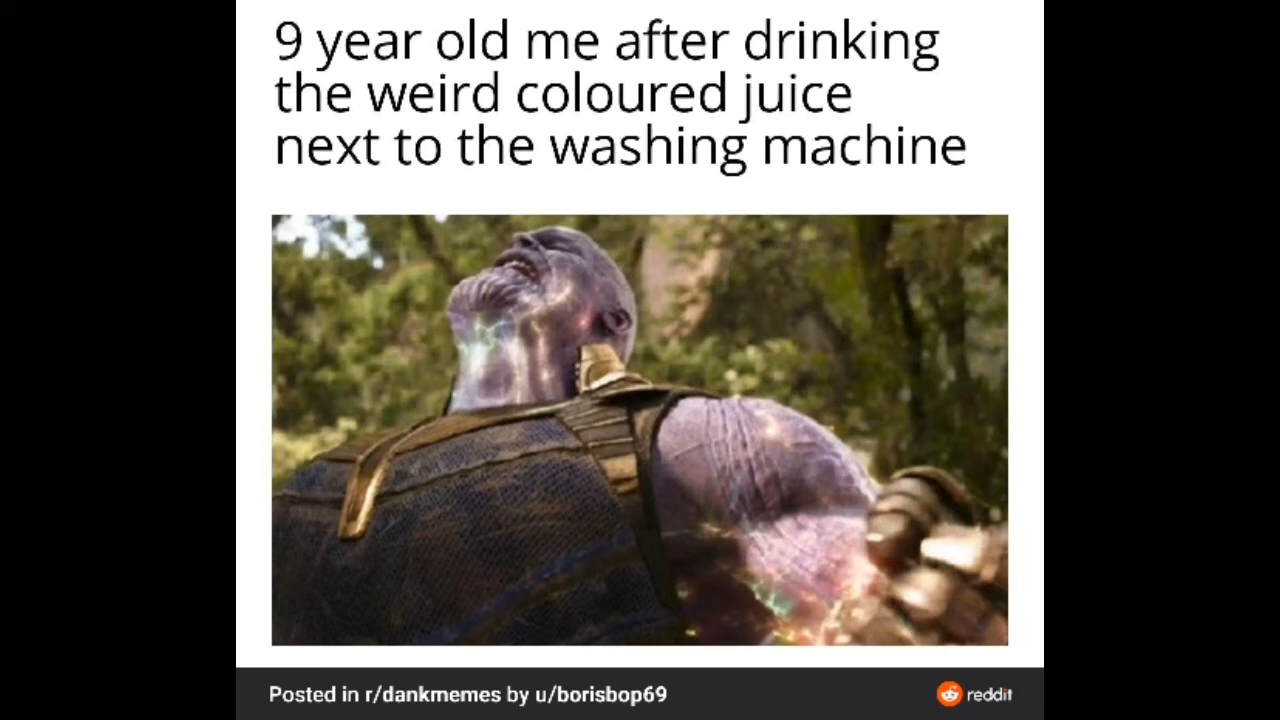 9 year old me after drinking
the weird coloured juice
next to the washing machine
Posted in r/dankmemes by u/borisbop69
reddit